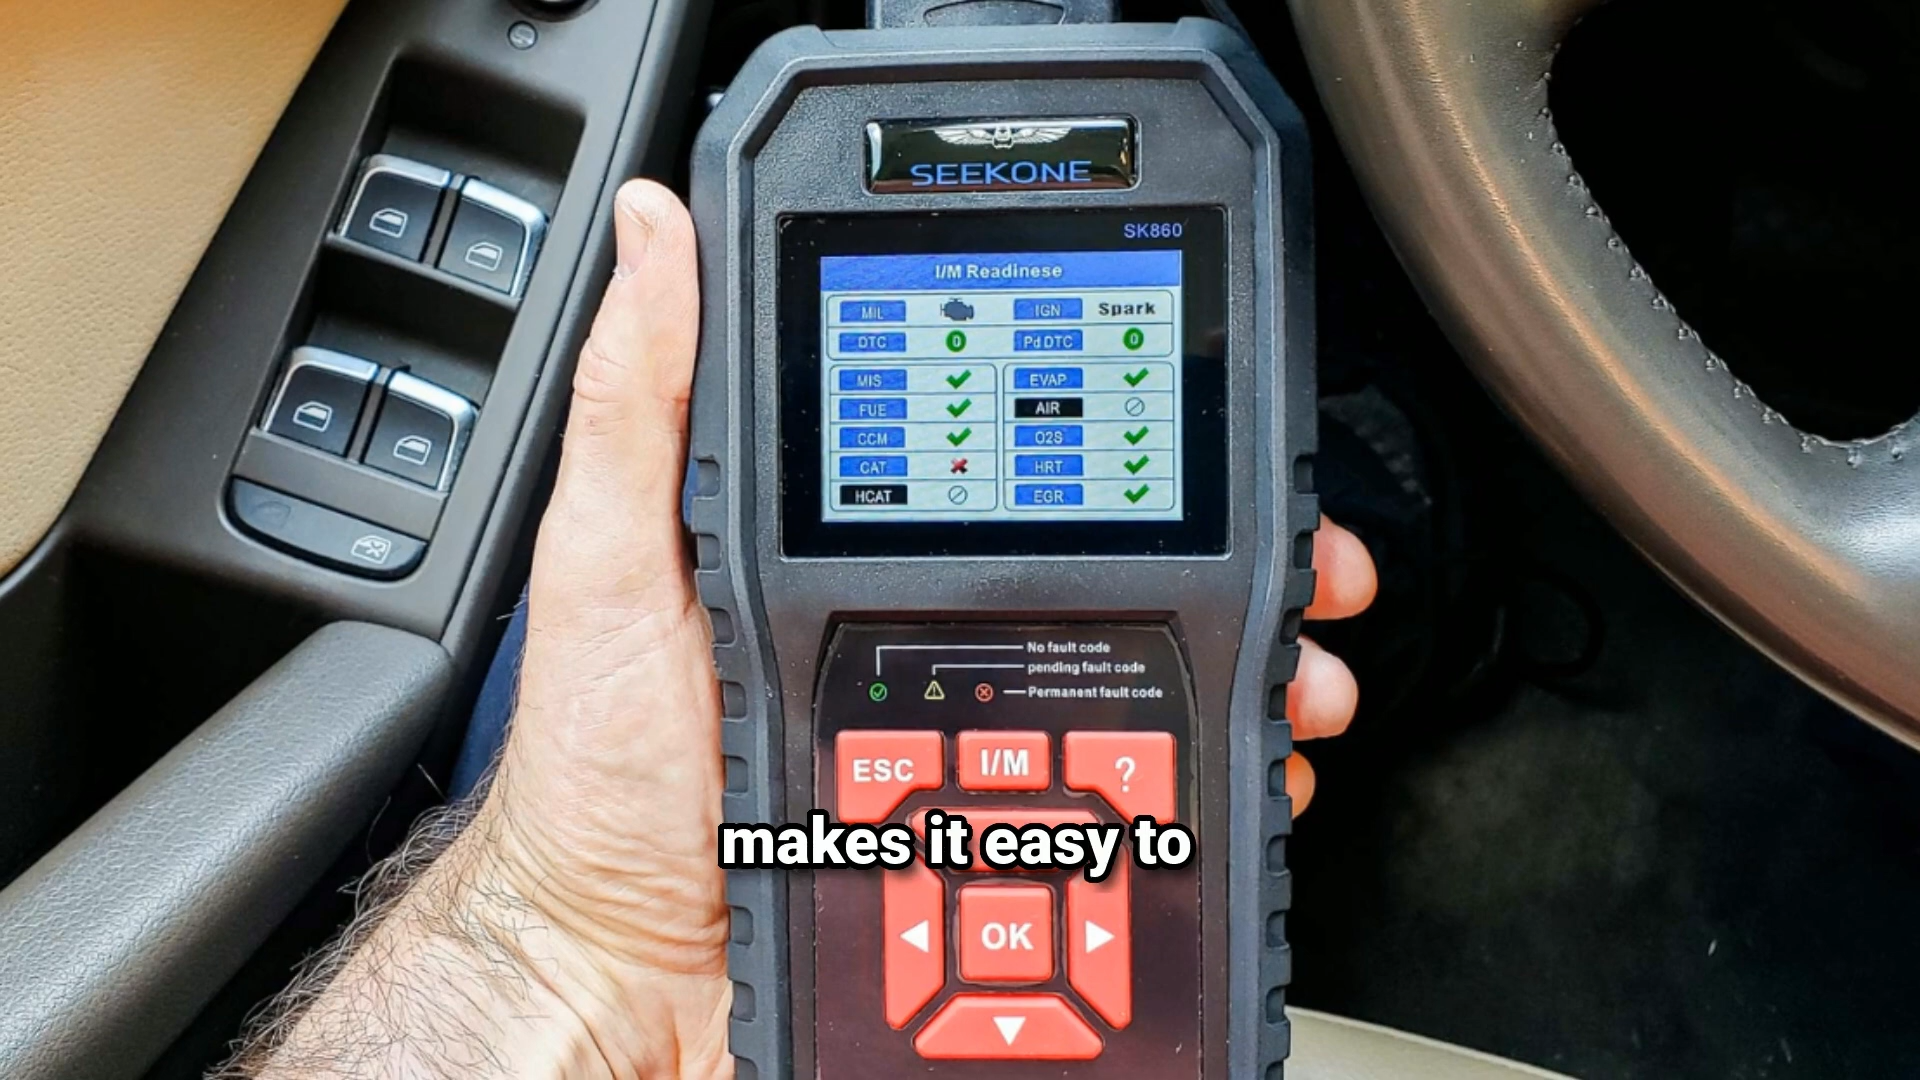 SEEKONE
SK860
I/M Readinese
MIL IGN Spark
DTC 0 Pd DTC 0
MIS EVAP
FUE AIR
CCM O2S
CAT HRT
HCAT EGR
No fault code
pending fault code
Permanent fault code
ESC I/M ?
makes it easy to
OK